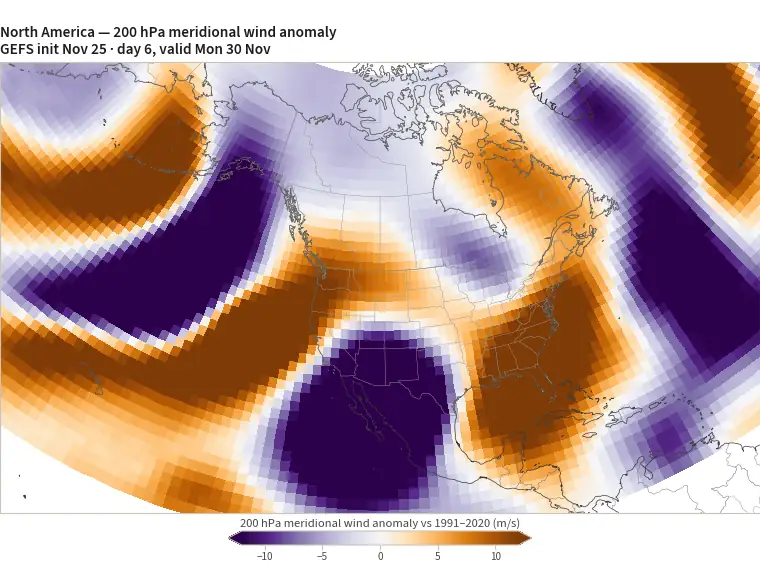 North America — 200 hPa meridional wind anomaly
GEFS init Nov 25 · day 6, valid Mon 30 Nov
200 hPa meridional wind anomaly vs 1991–2020 (m/s)
−10 −5 0 5 10